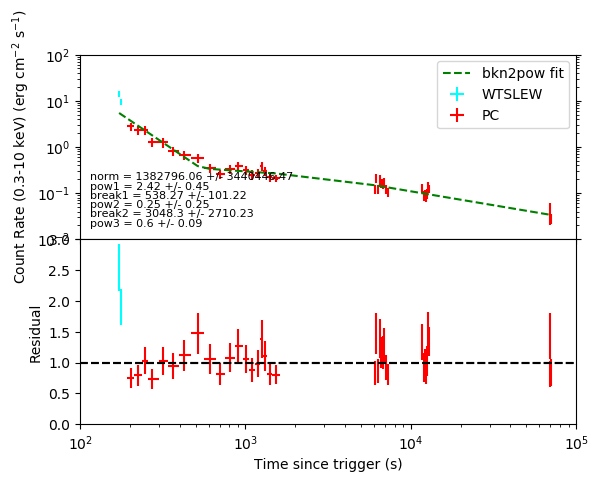 Count Rate (0.3-10 keV) (erg cm⁻² s⁻¹)
10²
10¹
10⁰
10⁻¹
10⁻²
bkn2pow fit
WTSLEW
PC
norm = 1382796.06 +/- 3440446.47
pow1 = 2.42 +/- 0.45
break1 = 538.27 +/- 101.22
pow2 = 0.25 +/- 0.25
break2 = 3048.3 +/- 2710.23
pow3 = 0.6 +/- 0.09
Residual
3.0
2.5
2.0
1.5
1.0
0.5
0.0
10² 10³ 10⁴ 10⁵
Time since trigger (s)